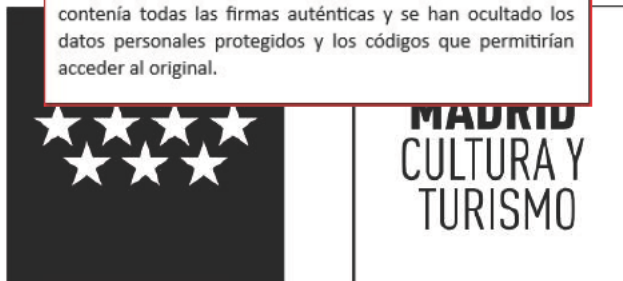 contenía todas las firmas auténticas y se han ocultado los
datos personales protegidos y los códigos que permitirían
acceder al original.
MADRID
CULTURA Y
TURISMO